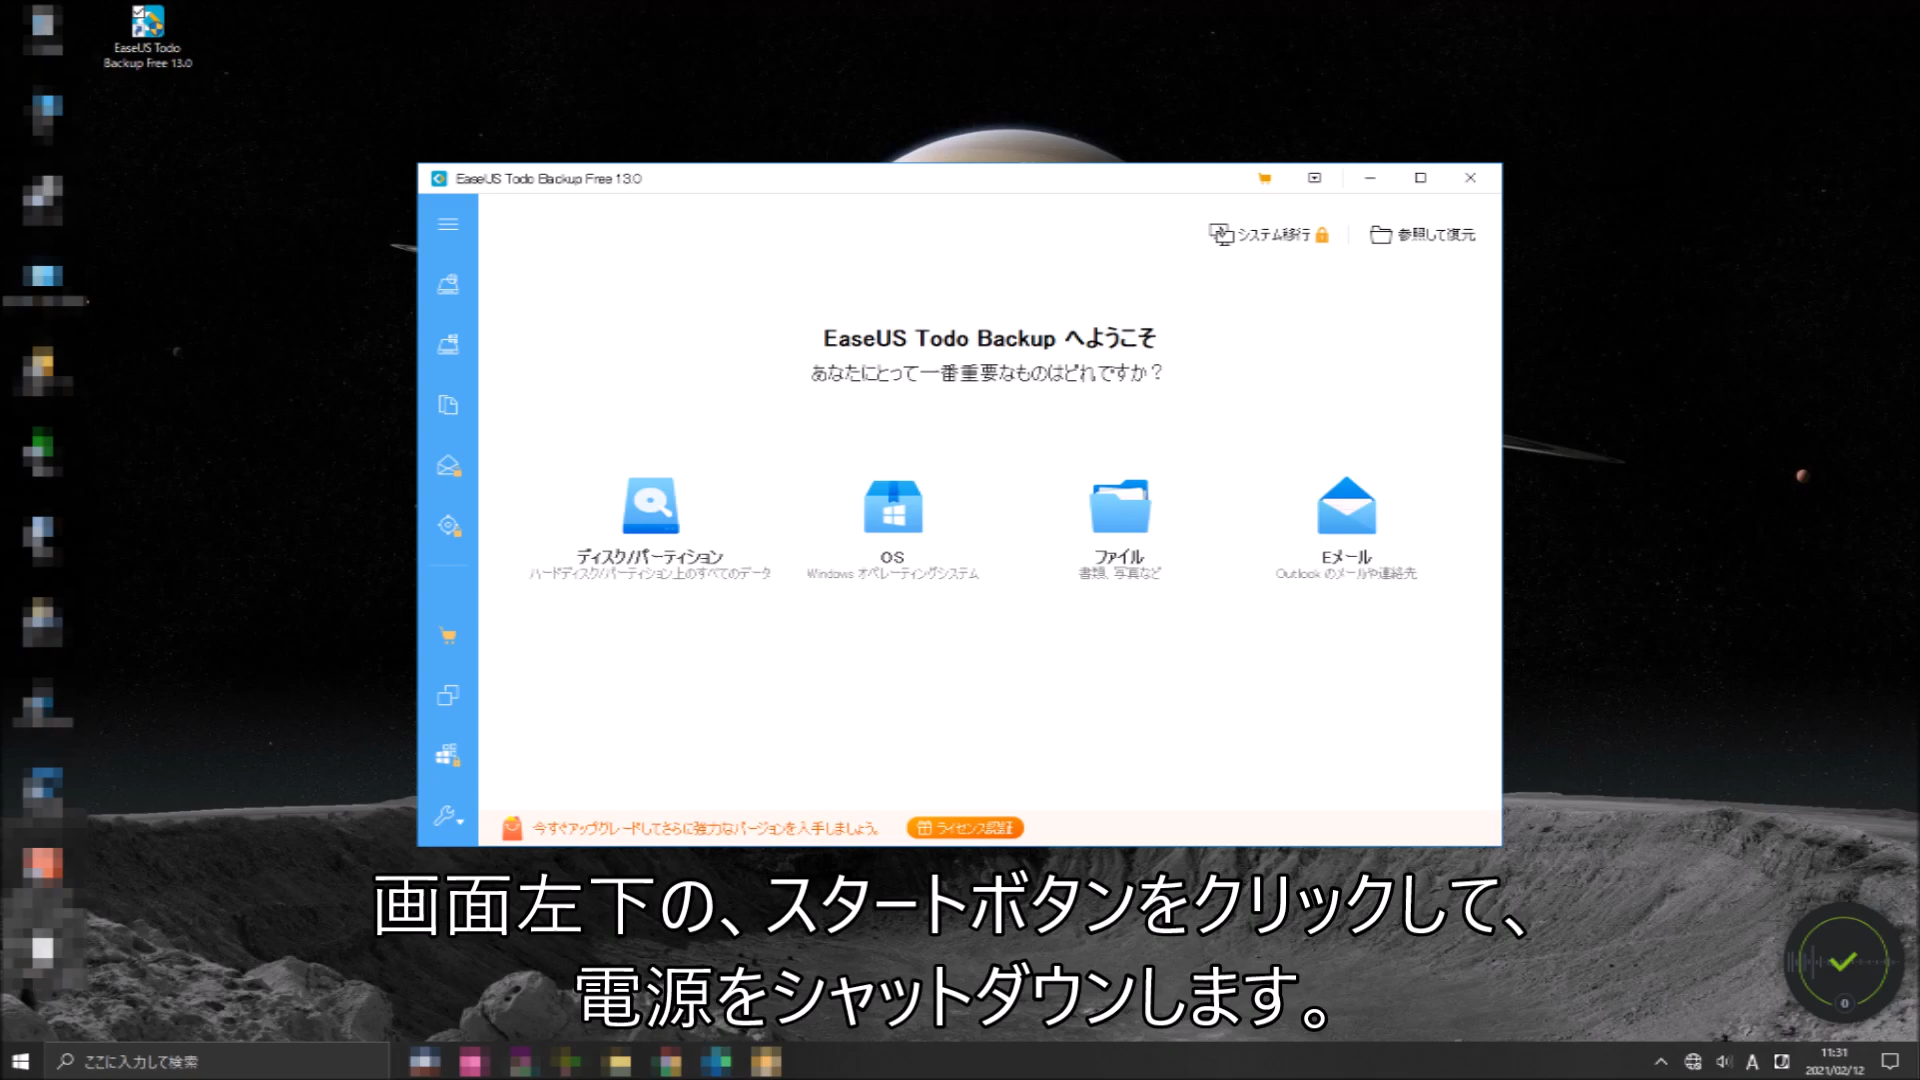 EaseUS Todo
Backup Free 13.0
EaseUS Todo Backup Free 13.0
システム移行
参照して復元
EaseUS Todo Backup へようこそ
あなたにとって一番重要なものはどれですか？
ディスク/パーティション
ハードディスク/パーティション上のすべてのデータ
OS
Windows オペレーティングシステム
ファイル
書類、写真など
Eメール
Outlook のメールや連絡先
今すぐアップグレードしてさらに強力なバージョンを入手しましょう。
ライセンス認証
画面左下の、スタートボタンをクリックして、
電源をシャットダウンします。
0
ここに入力して検索
A
11:31
2021/02/12